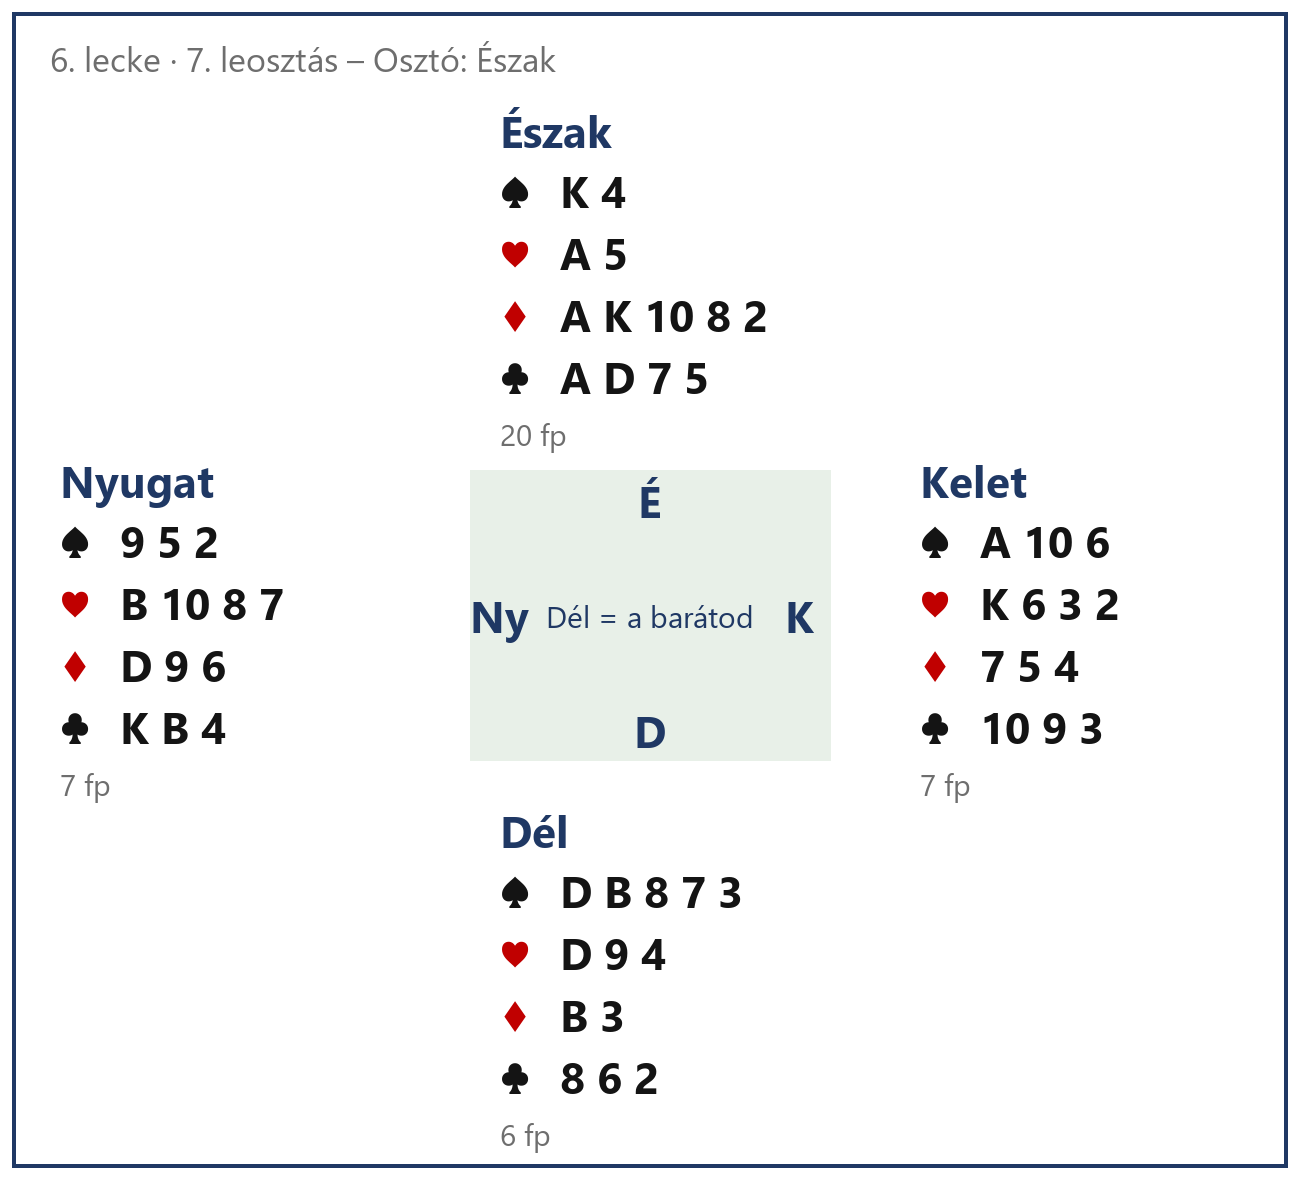 6. lecke · 7. leosztás – Osztó: Észak
Észak
♠ K 4
♥ A 5
♦ A K 10 8 2
♣ A D 7 5
20 fp
Nyugat
♠ 9 5 2
♥ B 10 8 7
♦ D 9 6
♣ K B 4
7 fp
É
Ny Dél = a barátod K
D
Kelet
♠ A 10 6
♥ K 6 3 2
♦ 7 5 4
♣ 10 9 3
7 fp
Dél
♠ D B 8 7 3
♥ D 9 4
♦ B 3
♣ 8 6 2
6 fp